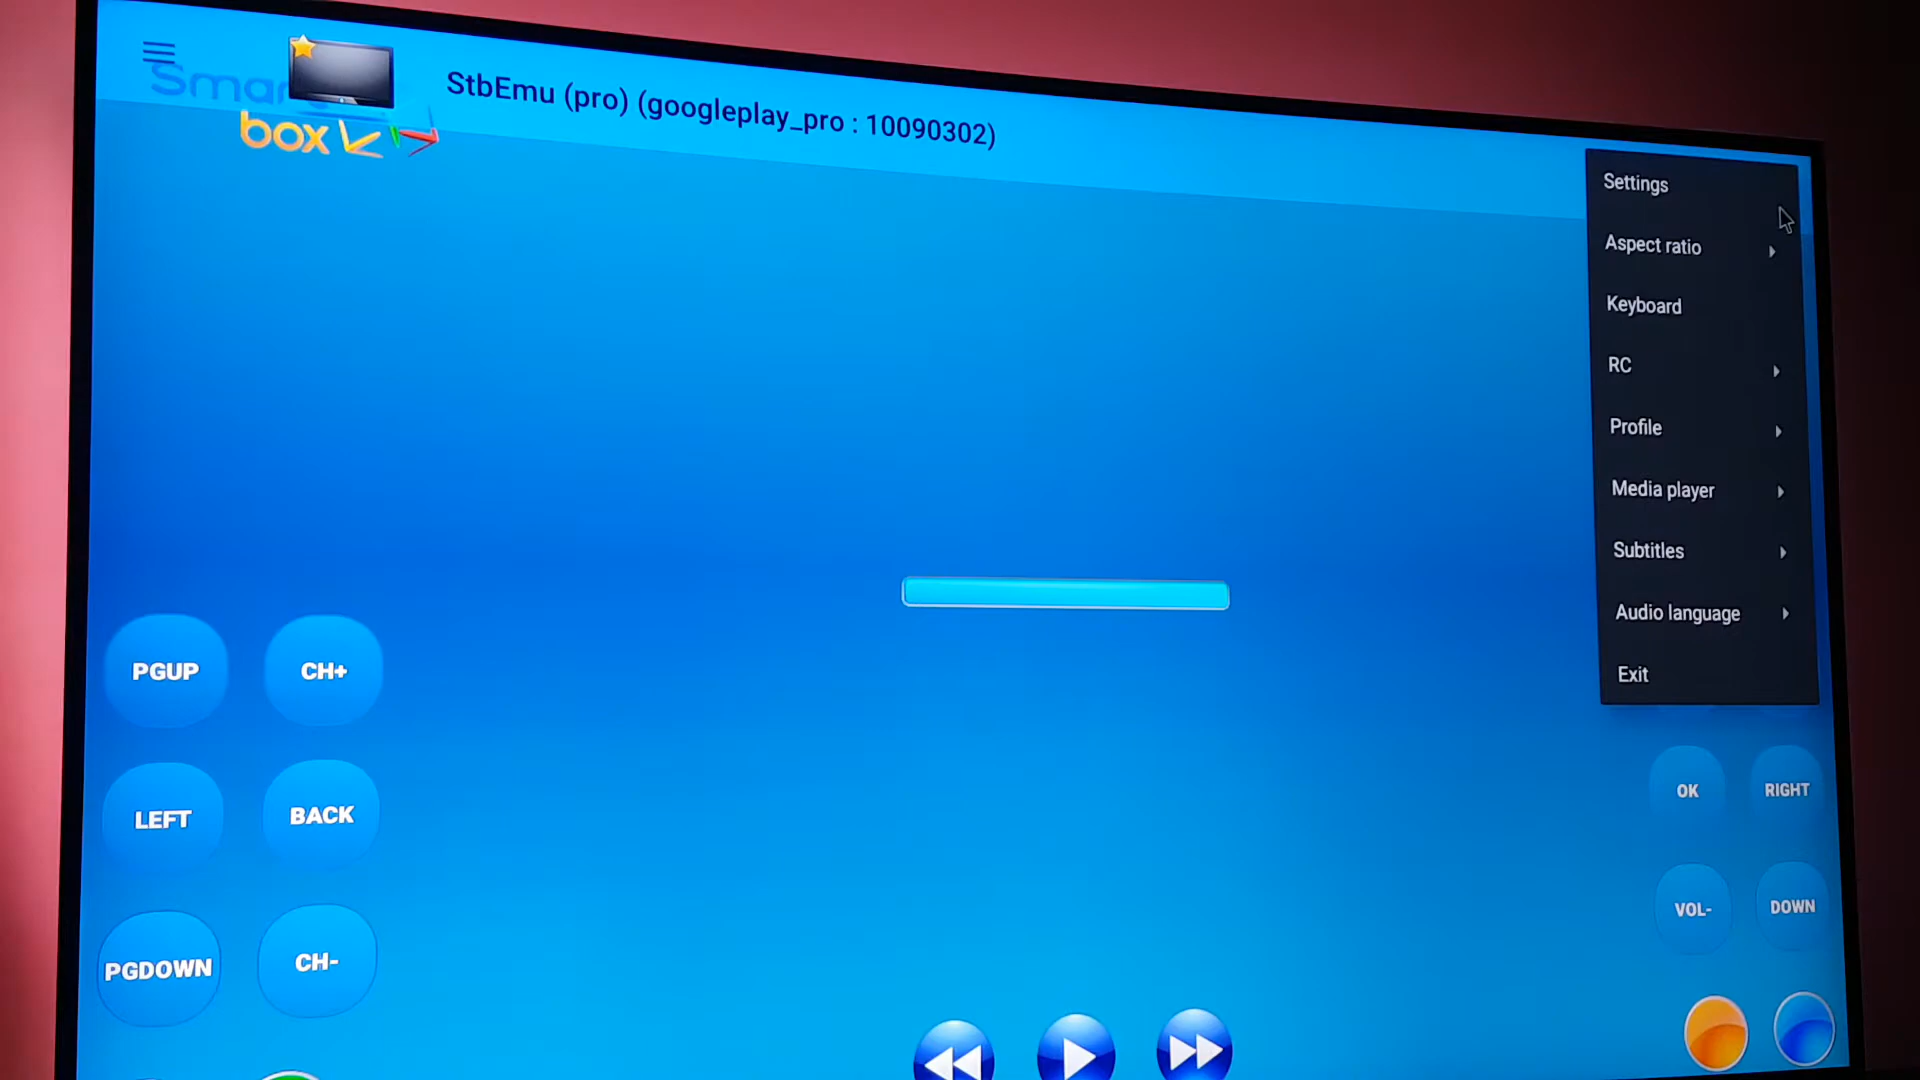 StbEmu (pro) (googleplay_pro : 10090302)
Smar
box
Settings
Aspect ratio
Keyboard
RC
Profile
Media player
Subtitles
Audio language
Exit
PGUP
CH+
LEFT
BACK
PGDOWN
CH-
OK
RIGHT
VOL-
DOWN